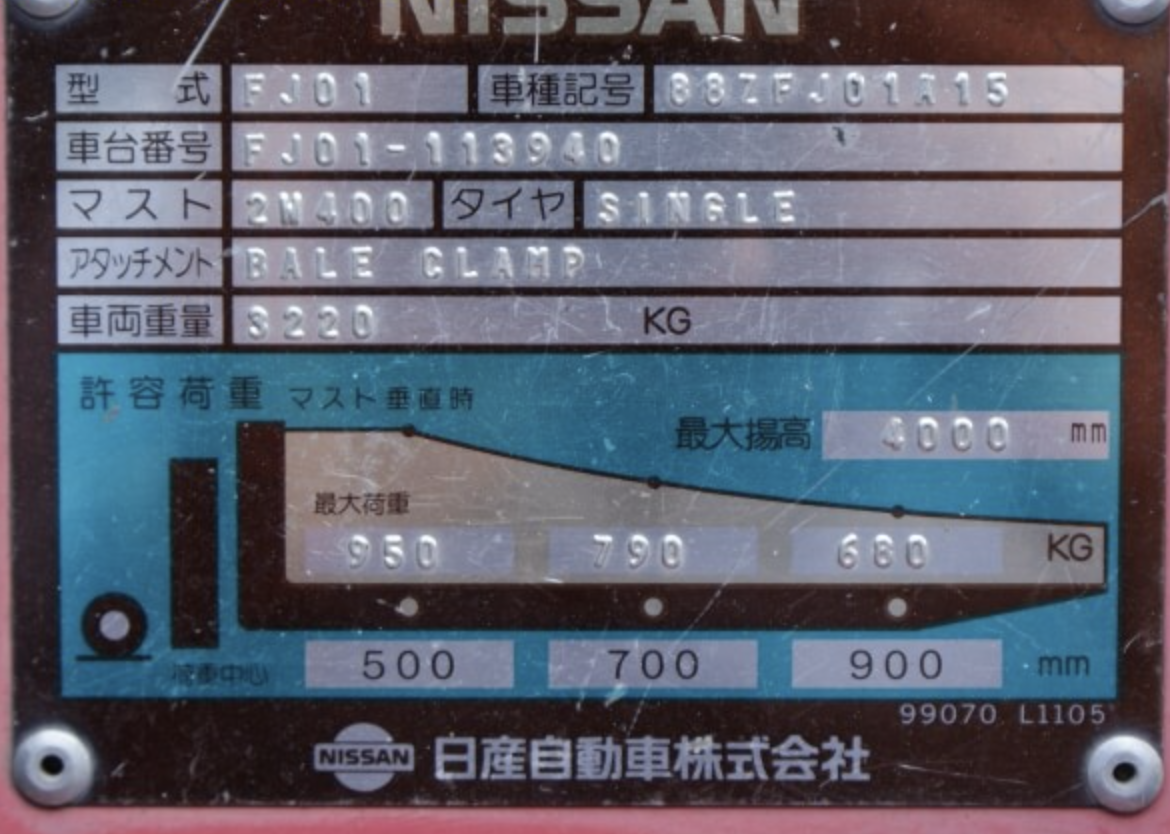 NISSAN
型式 FJ01 車種記号 88ZFJ01A15
車台番号 FJ01-113940
マスト 2W400 タイヤ SINGLE
アタッチメント BALE CLAMP
車両重量 3220 KG
許容荷重 マスト垂直時
最大揚高 4000 mm
最大荷重
950 790 680 KG
荷重中心 500 700 900 mm
99070 L1105
NISSAN 日産自動車株式会社